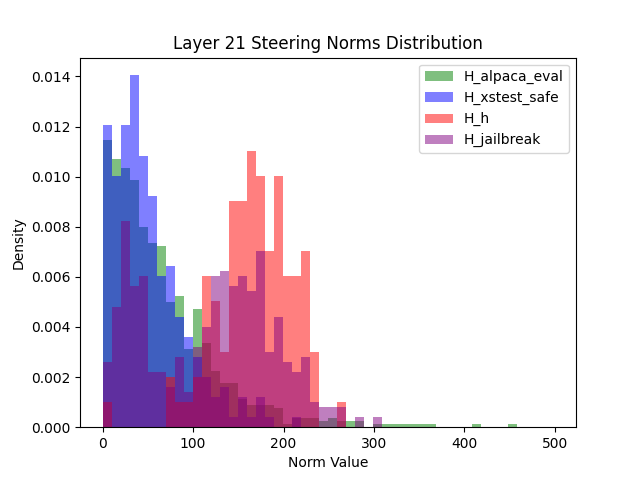 Layer 21 Steering Norms Distribution
H_alpaca_eval
H_xstest_safe
H_h
H_jailbreak
Density
0.014
0.012
0.010
0.008
0.006
0.004
0.002
0.000
0
100
200
300
400
500
Norm Value